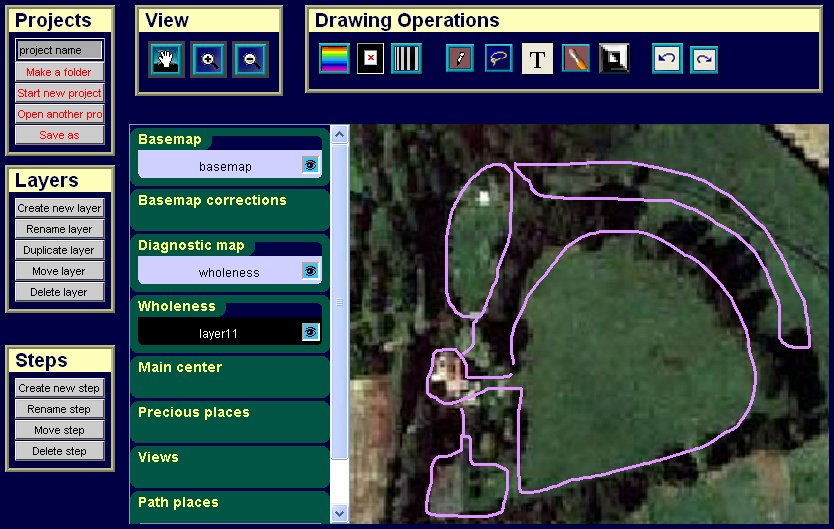 Projects
project name
Make a folder
Start new project
Open another pro
Save as
View
Drawing Operations
T
Layers
Create new layer
Rename layer
Duplicate layer
Move layer
Delete layer
Steps
Create new step
Rename step
Move step
Delete step
Basemap
basemap
Basemap corrections
Diagnostic map
wholeness
Wholeness
layer11
Main center
Precious places
Views
Path places